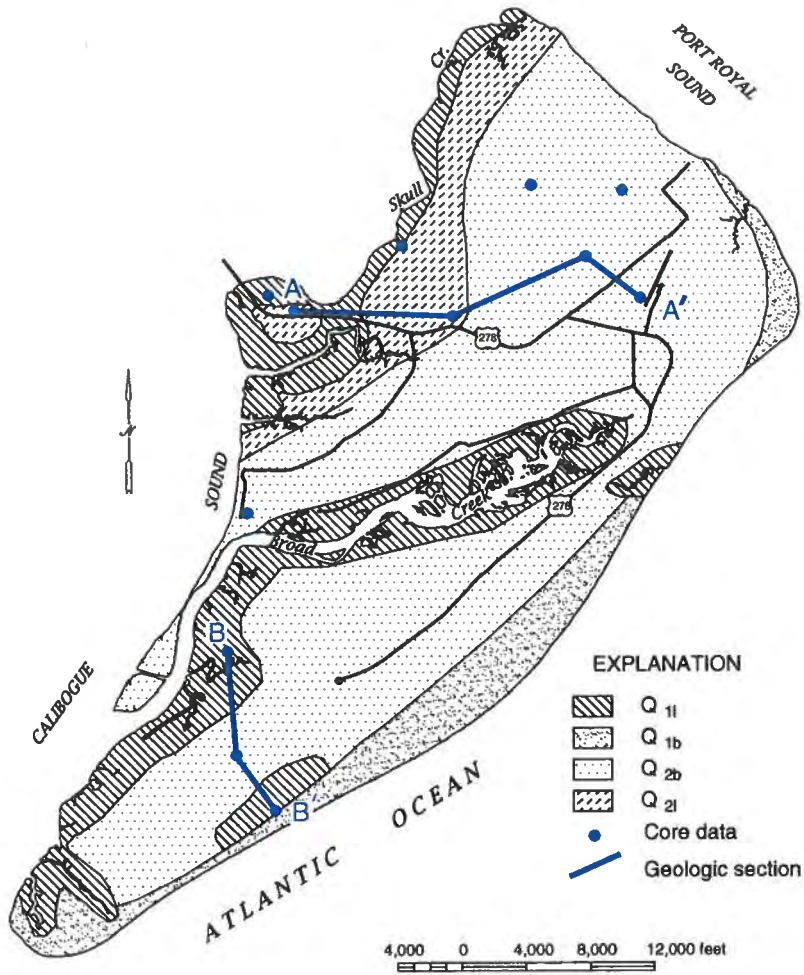 PORT ROYAL
SOUND
Cr.
Skull
A
A′
278
N
SOUND
Creek
278
Broad
B
CALIBOGUE
B′
ATLANTIC OCEAN
EXPLANATION
Q 1l
Q 1b
Q 2b
Q 2l
Core data
Geologic section
4,000 0 4,000 8,000 12,000 feet